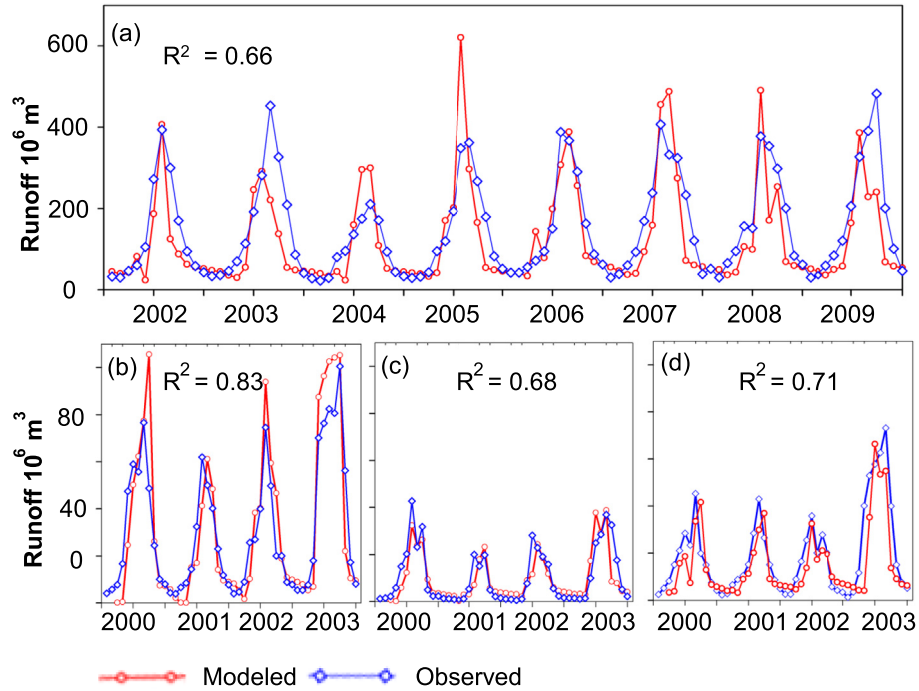 (a)
R² = 0.66
600
400
200
0
Runoff 10⁶ m³
2002 2003 2004 2005 2006 2007 2008 2009
(b)
R² = 0.83
(c)
R² = 0.68
(d)
R² = 0.71
80
40
0
Runoff 10⁶ m³
2000 2001 2002 2003
2000 2001 2002 2003
2000 2001 2002 2003
Modeled Observed